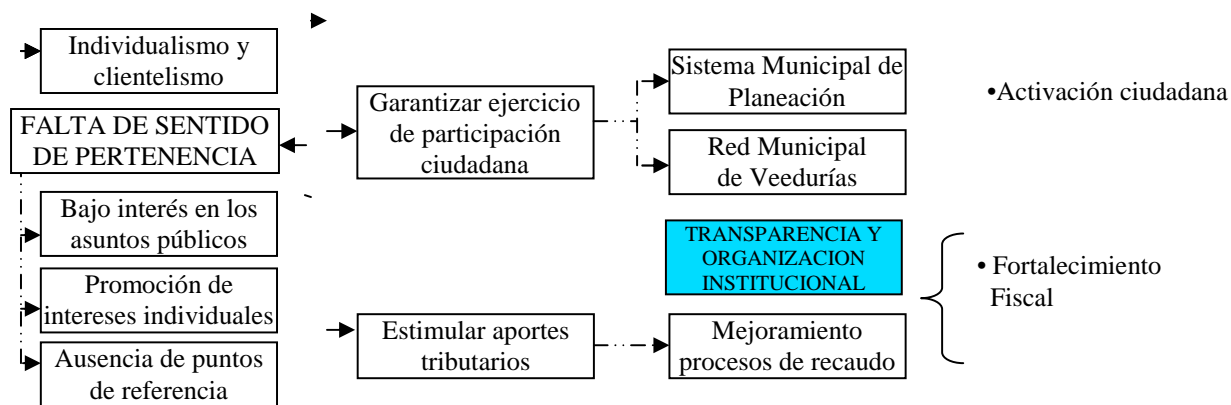 Individualismo y
clientelismo
FALTA DE SENTIDO
DE PERTENENCIA
Bajo interés en los
asuntos públicos
Promoción de
intereses individuales
Ausencia de puntos
de referencia
Garantizar ejercicio
de participación
ciudadana
Estimular aportes
tributarios
Sistema Municipal de
Planeación
Red Municipal
de Veedurías
TRANSPARENCIA Y
ORGANIZACION
INSTITUCIONAL
Mejoramiento
procesos de recaudo
•Activación ciudadana
• Fortalecimiento
Fiscal